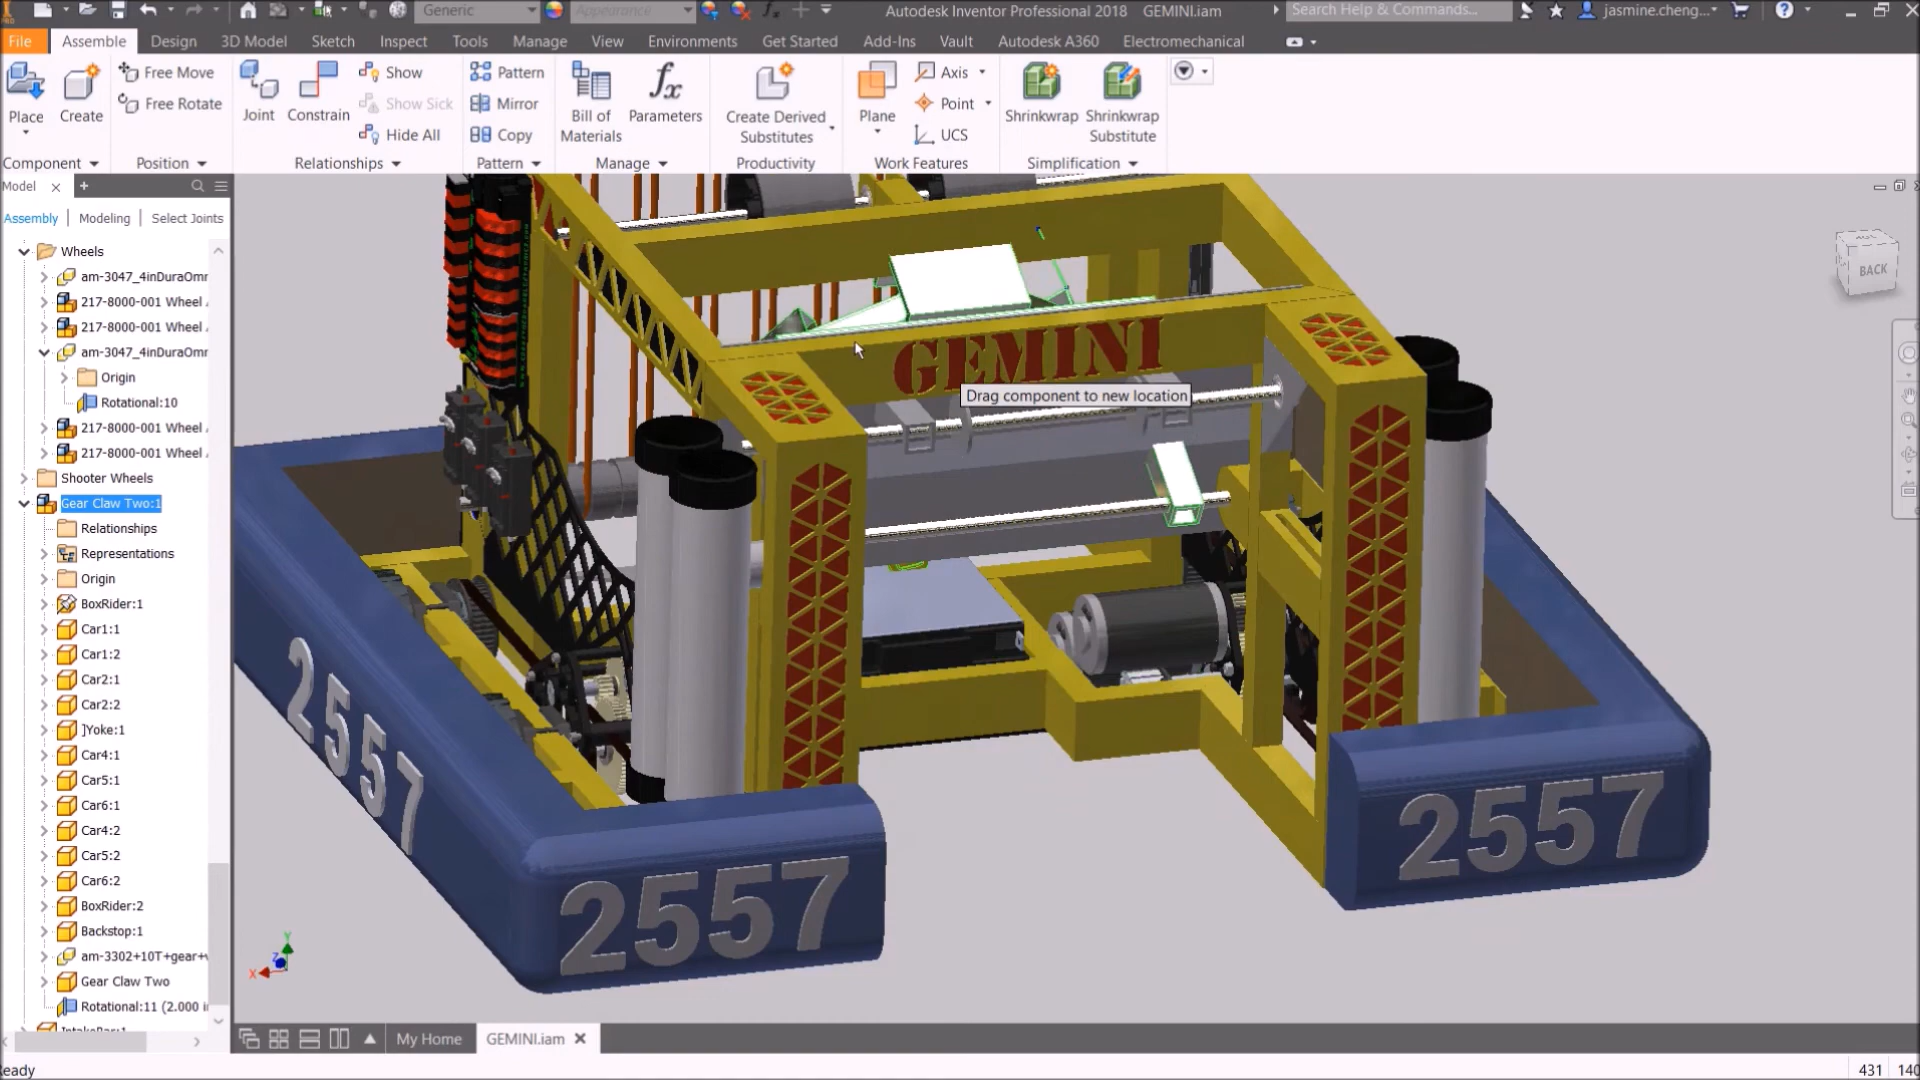 Generic
Appearance
Autodesk Inventor Professional 2018 GEMINI.iam
Search Help & Commands...
jasmine.cheng...
File Assemble Design 3D Model Sketch Inspect Tools Manage View Environments Get Started Add-Ins Vault Autodesk A360 Electromechanical
Place
Create
Free Move
Free Rotate
Joint
Constrain
Show
Show Sick
Hide All
Pattern
Mirror
Copy
Bill of
Materials
Parameters
Create Derived
Substitutes
Plane
Axis
Point
UCS
Shrinkwrap
Shrinkwrap
Substitute
Component Position Relationships Pattern Manage Productivity Work Features Simplification
Model
Assembly Modeling Select Joints
Wheels
am-3047_4inDuraOmr
217-8000-001 Wheel
217-8000-001 Wheel
am-3047_4inDuraOmr
Origin
Rotational:10
217-8000-001 Wheel
217-8000-001 Wheel
Shooter Wheels
Gear Claw Two:1
Relationships
Representations
Origin
BoxRider:1
Car1:1
Car1:2
Car2:1
Car2:2
]Yoke:1
Car4:1
Car5:1
Car6:1
Car4:2
Car5:2
Car6:2
BoxRider:2
Backstop:1
am-3302+10T+gear+
Gear Claw Two
Rotational:11 (2.000 i
GEMINI
Drag component to new location
BACK
2557
2557
2557
Y
Z
X
My Home
GEMINI.iam
eady
431 140